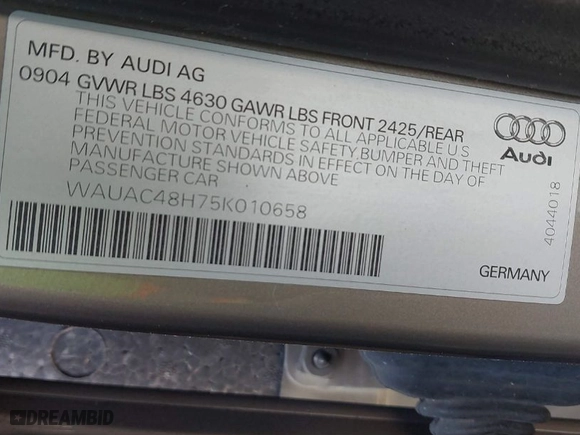 MFD. BY AUDI AG
0904 GVWR LBS 4630 GAWR LBS FRONT 2425/REAR
THIS VEHICLE CONFORMS TO ALL APPLICABLE U.S
FEDERAL MOTOR VEHICLE SAFETY,BUMPER AND THEFT
PREVENTION STANDARDS IN EFFECT ON THE DAY OF
MANUFACTURE SHOWN ABOVE
PASSENGER CAR
WAUAC48H75K010658
Audi
4044018
GERMANY
DREAMBID